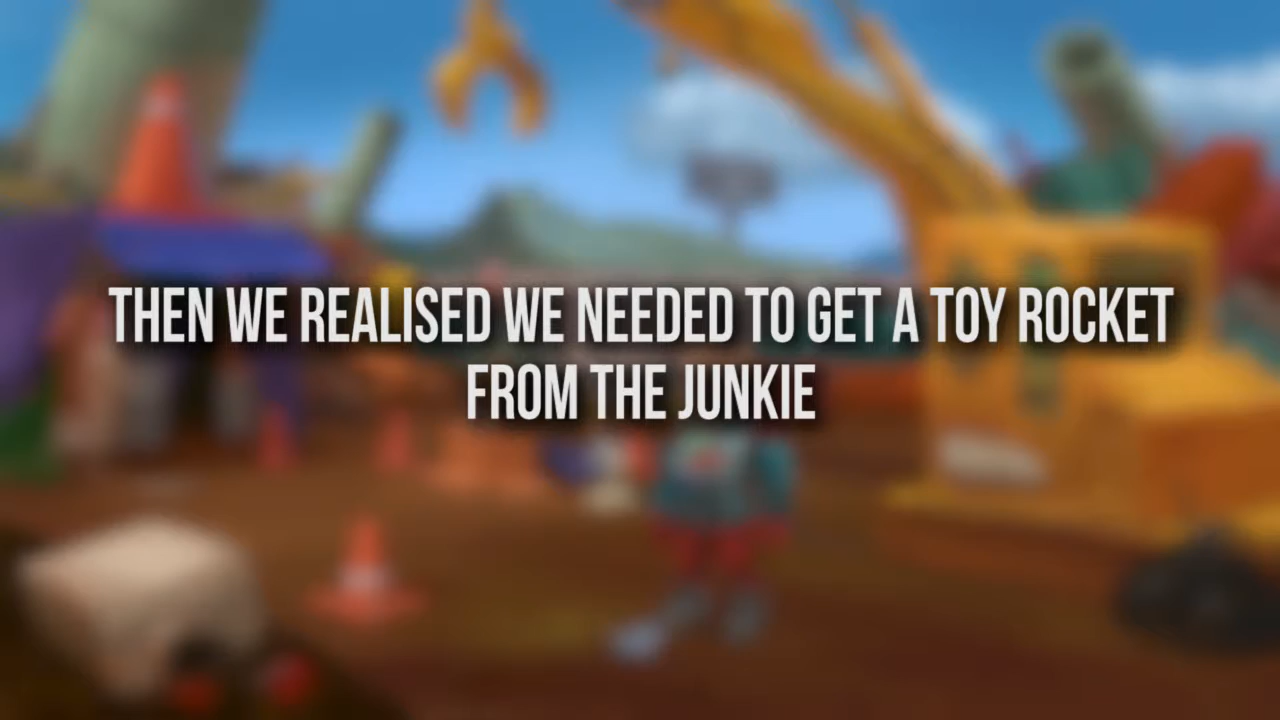 THEN WE REALISED WE NEEDED TO GET A TOY ROCKET
FROM THE JUNKIE